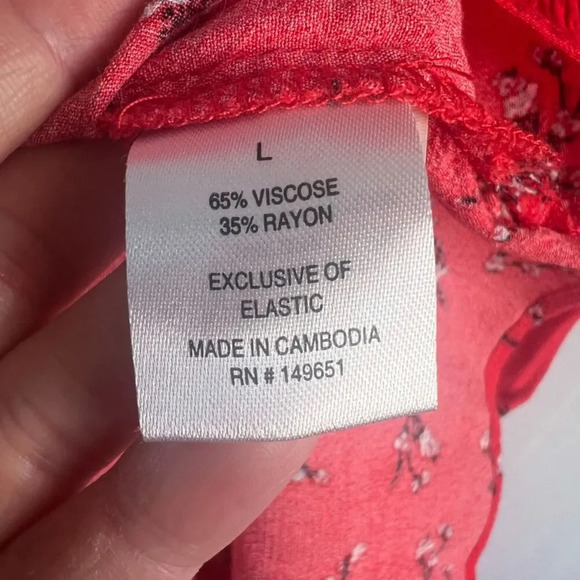 L
65% VISCOSE
35% RAYON
EXCLUSIVE OF
ELASTIC
MADE IN CAMBODIA
RN # 149651